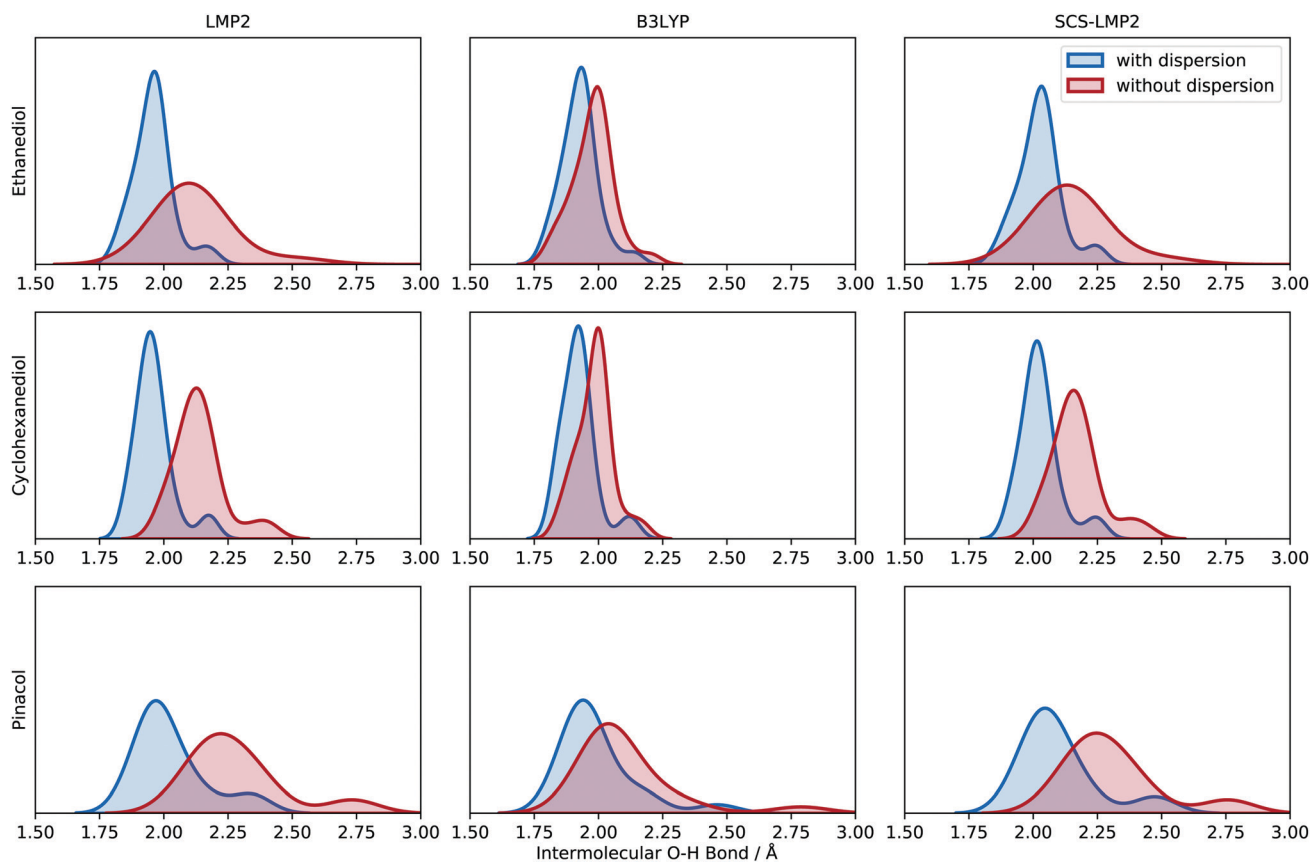 LMP2
B3LYP
SCS-LMP2
with dispersion
without dispersion
Ethanediol
1.50 1.75 2.00 2.25 2.50 2.75 3.00
1.50 1.75 2.00 2.25 2.50 2.75 3.00
1.50 1.75 2.00 2.25 2.50 2.75 3.00
Cyclohexanediol
1.50 1.75 2.00 2.25 2.50 2.75 3.00
1.50 1.75 2.00 2.25 2.50 2.75 3.00
1.50 1.75 2.00 2.25 2.50 2.75 3.00
Pinacol
1.50 1.75 2.00 2.25 2.50 2.75 3.00
1.50 1.75 2.00 2.25 2.50 2.75 3.00
1.50 1.75 2.00 2.25 2.50 2.75 3.00
Intermolecular O-H Bond / Å